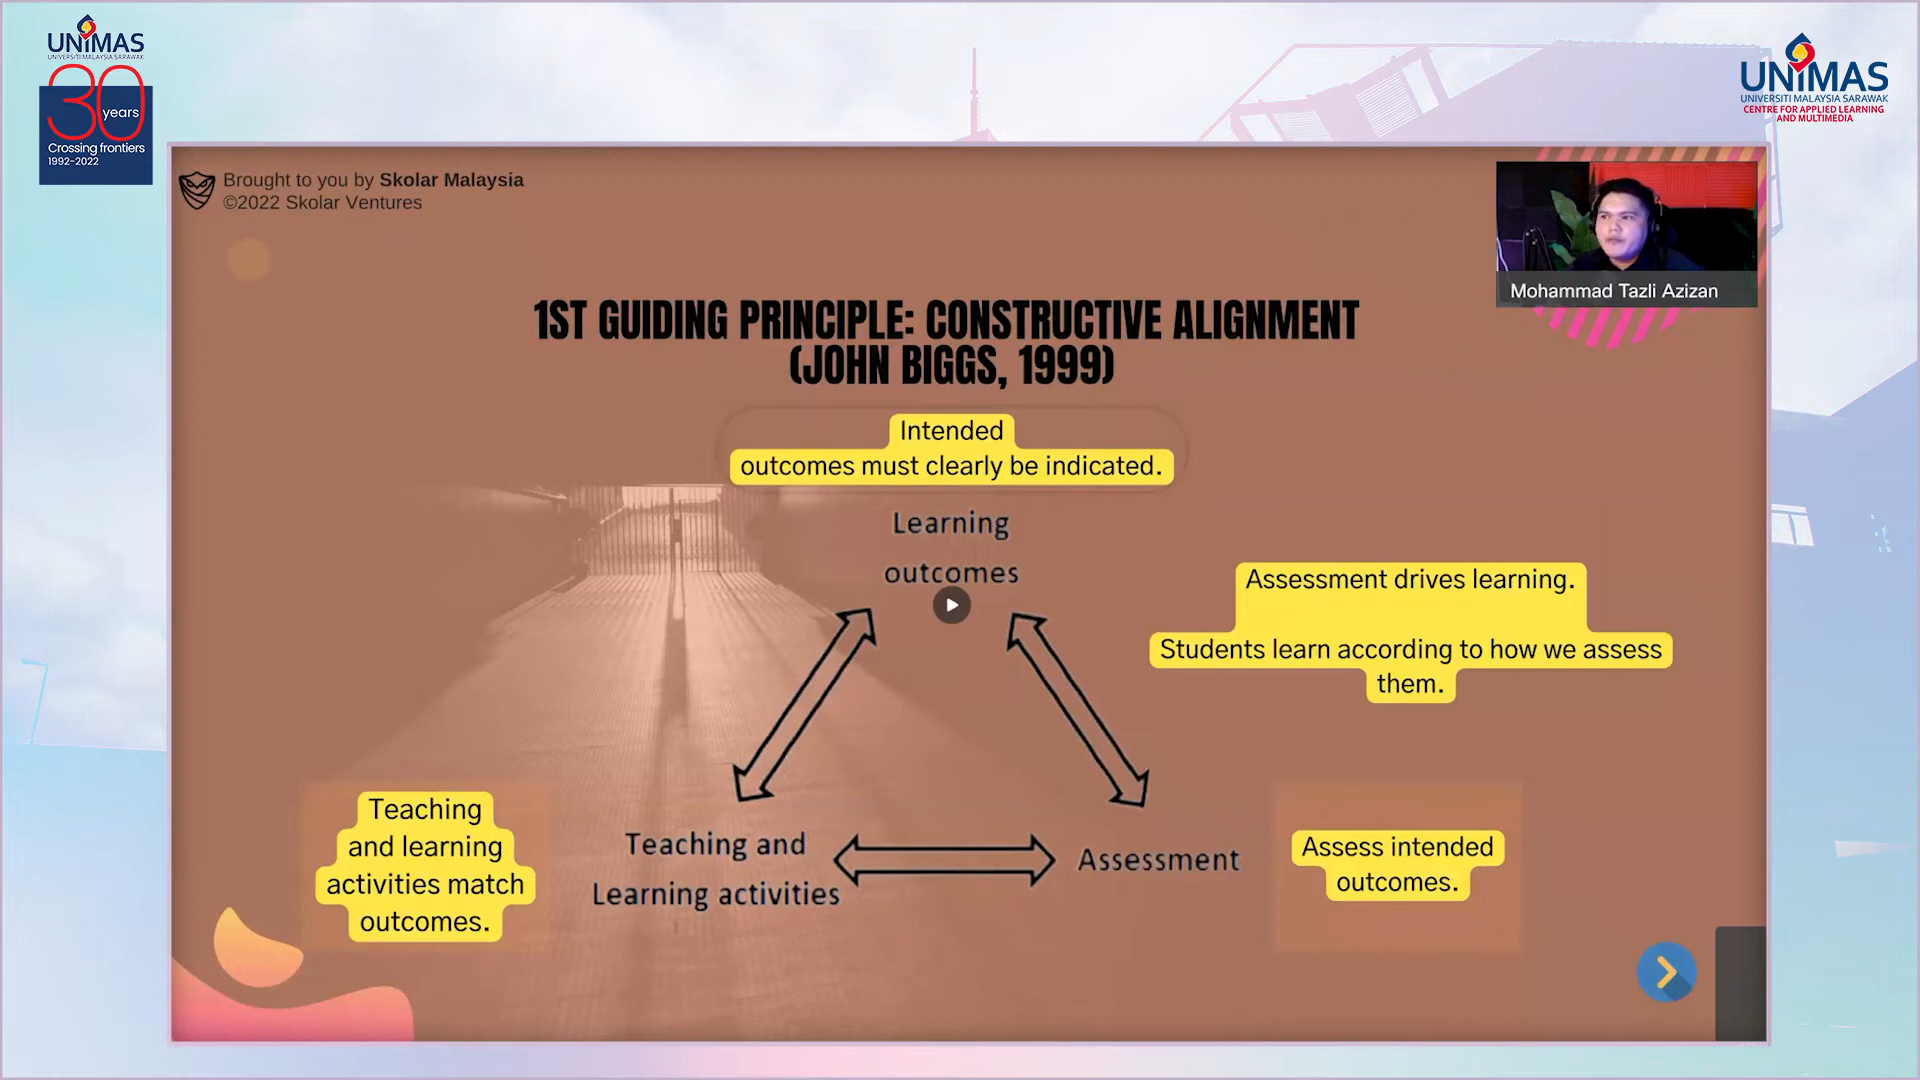 UNIMAS
UNIVERSITI MALAYSIA SARAWAK
30
years
Crossing frontiers
1992-2022
UNIMAS
UNIVERSITI MALAYSIA SARAWAK
CENTRE FOR APPLIED LEARNING
AND MULTIMEDIA
Brought to you by Skolar Malaysia
©2022 Skolar Ventures
Mohammad Tazli Azizan
1ST GUIDING PRINCIPLE: CONSTRUCTIVE ALIGNMENT
(JOHN BIGGS, 1999)
Intended
outcomes must clearly be indicated.
Learning
outcomes
Assessment drives learning.
Students learn according to how we assess
them.
Teaching
and learning
activities match
outcomes.
Teaching and
Learning activities
Assessment
Assess intended
outcomes.